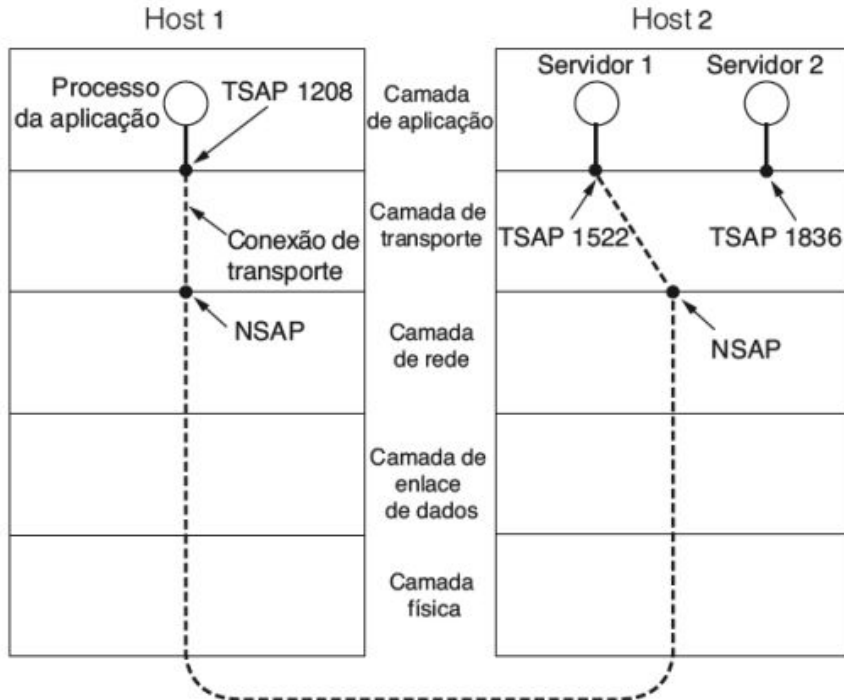 Host 1
Host 2
Processo
da aplicação
TSAP 1208
Camada
de aplicação
Servidor 1
Servidor 2
Conexão de
transporte
Camada de
transporte
TSAP 1522
TSAP 1836
NSAP
Camada
de rede
NSAP
Camada de
enlace
de dados
Camada
física